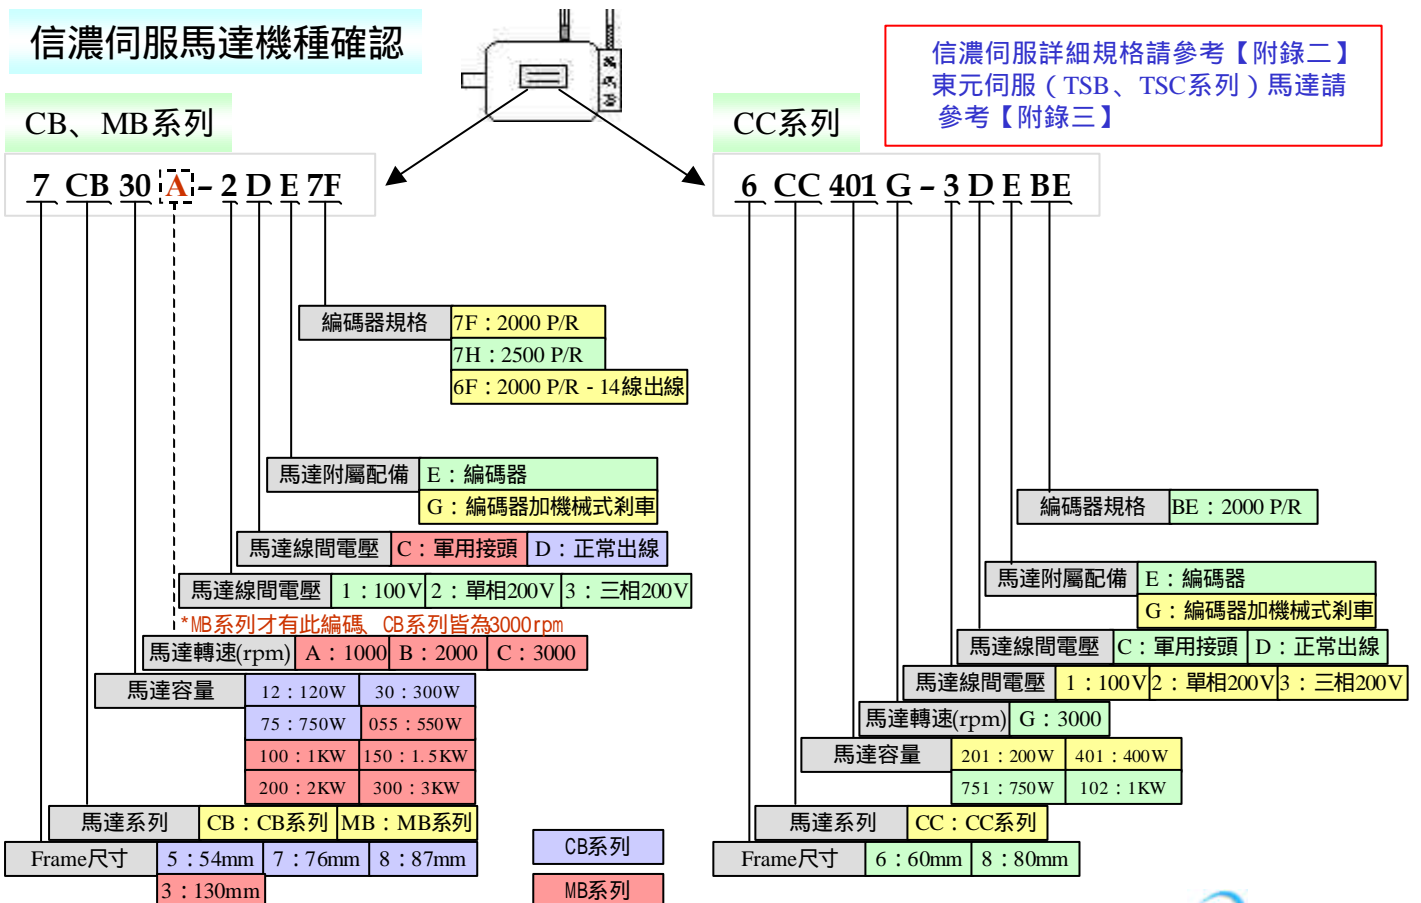 信濃伺服馬達機種確認
信濃伺服詳細規格請參考【附錄二】
東元伺服（TSB、TSC系列）馬達請
參考【附錄三】
CB、MB系列
7 CB 30 A – 2 D E 7F
編碼器規格 7F：2000 P/R
7H：2500 P/R
6F：2000 P/R - 14線出線
馬達附屬配備 E：編碼器
G：編碼器加機械式剎車
馬達線間電壓 C：軍用接頭 D：正常出線
馬達線間電壓 1：100V 2：單相200V 3：三相200V
*MB系列才有此編碼、CB系列皆為3000rpm
馬達轉速(rpm) A：1000 B：2000 C：3000
馬達容量 12：120W 30：300W
75：750W 055：550W
100：1KW 150：1.5KW
200：2KW 300：3KW
馬達系列 CB：CB系列 MB：MB系列
Frame尺寸 5：54mm 7：76mm 8：87mm
3：130mm
CB系列
MB系列
CC系列
6 CC 401 G – 3 D E BE
編碼器規格 BE：2000 P/R
馬達附屬配備 E：編碼器
G：編碼器加機械式剎車
馬達線間電壓 C：軍用接頭 D：正常出線
馬達線間電壓 1：100V 2：單相200V 3：三相200V
馬達轉速(rpm) G：3000
馬達容量 201：200W 401：400W
751：750W 102：1KW
馬達系列 CC：CC系列
Frame尺寸 6：60mm 8：80mm